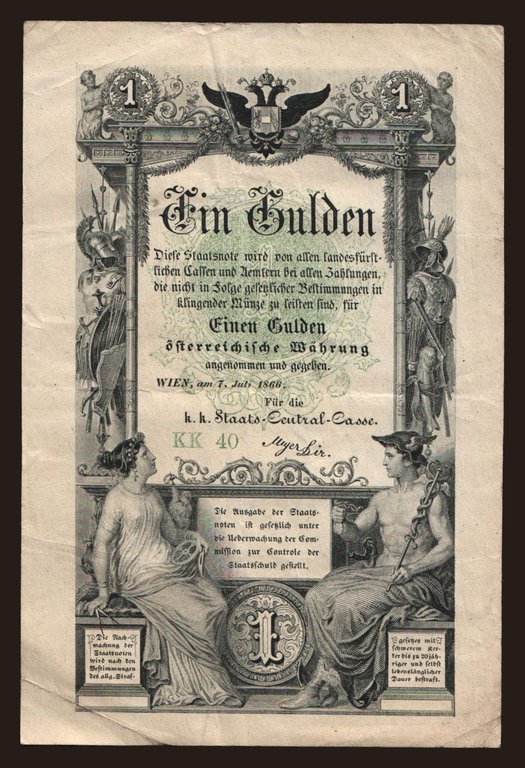 1
1
Ein Gulden
Diese Staatsnote wird von allen landesfürst-
lichen Cassen und Aemtern bei allen Zahlungen,
die nicht in Folge gesetzlicher Bestimmungen in
klingender Münze zu leisten sind, für
Einen Gulden
österreichische Währung
angenommen und gegeben.
WIEN, am 7. Juli 1866.
Für die
k. k. Staats-Central-Casse.
KK 40
Mayer Dir.
Die Ausgabe der Staats-
noten ist gesetzlich unter
die Ueberwachung der Com-
mission zur Controle der
Staatsschuld gestellt.
1
Die Nach-
machung der
Staatsnoten
wird nach den
Bestimmungen
des allg. Straf-
gesetzes mit
schwerem Ker-
ker bis zu 20jäh-
riger und selbst
lebenslänglicher
Dauer bestraft.